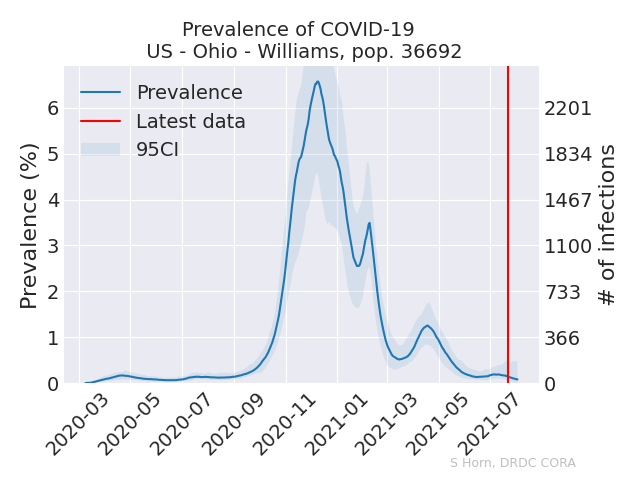 Prevalence of COVID-19
US - Ohio - Williams, pop. 36692
Prevalence
Latest data
95CI
Prevalence (%)
6
5
4
3
2
1
0
2201
1834
1467
1100
733
366
0
# of infections
2020-03
2020-05
2020-07
2020-09
2020-11
2021-01
2021-03
2021-05
2021-07
S Horn, DRDC CORA